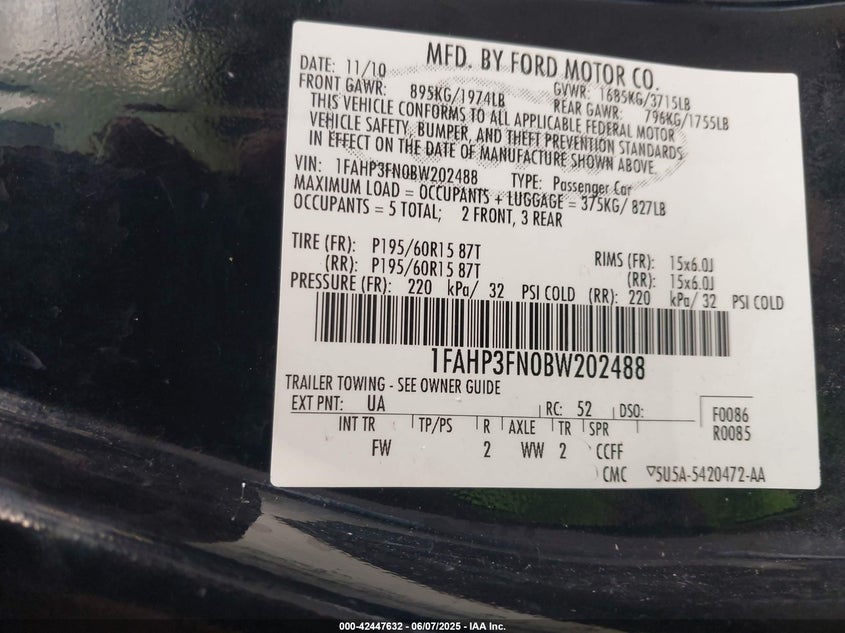 MFD. BY FORD MOTOR CO.
DATE: 11/10 GVWR: 1685KG/3715LB
FRONT GAWR: 895KG/1974LB REAR GAWR: 796KG/1755LB
THIS VEHICLE CONFORMS TO ALL APPLICABLE FEDERAL MOTOR
VEHICLE SAFETY, BUMPER, AND THEFT PREVENTION STANDARDS
IN EFFECT ON THE DATE OF MANUFACTURE SHOWN ABOVE.
VIN: 1FAHP3FN0BW202488 TYPE: Passenger Car
MAXIMUM LOAD = OCCUPANTS + LUGGAGE = 375KG/ 827LB
OCCUPANTS = 5 TOTAL; 2 FRONT, 3 REAR
TIRE (FR): P195/60R15 87T RIMS (FR): 15x6.0J
(RR): P195/60R15 87T (RR): 15x6.0J
PRESSURE (FR): 220 kPa/ 32 PSI COLD (RR): 220 kPa/ 32 PSI COLD
1FAHP3FN0BW202488
TRAILER TOWING - SEE OWNER GUIDE
EXT PNT: UA RC: 52 DSO: F0086
INT TR TP/PS R AXLE TR SPR R0085
FW 2 WW 2 CCFF
CMC 5U5A-5420472-AA
000-42447632 - 06/07/2025 - IAA Inc.